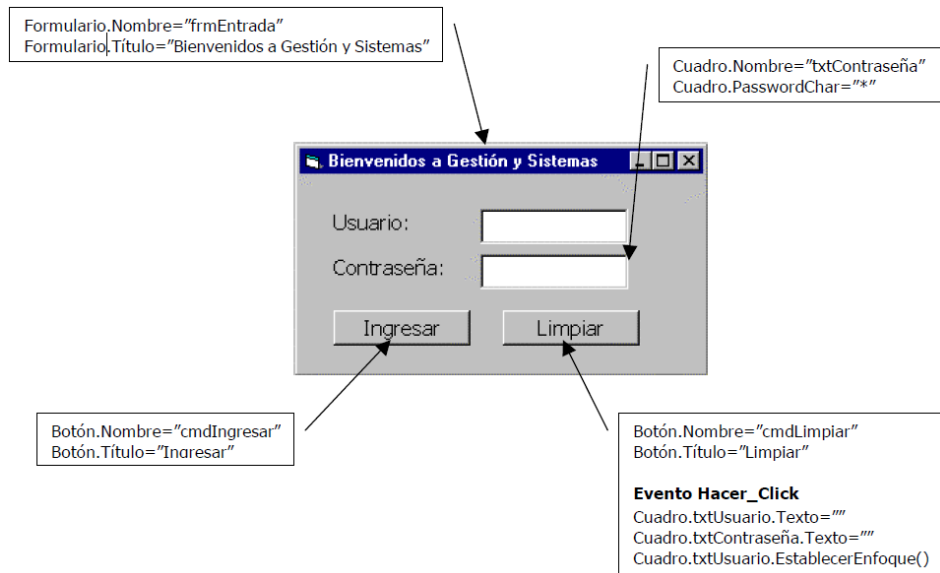 Formulario.Nombre=”frmEntrada”
Formulario.Título=”Bienvenidos a Gestión y Sistemas”
Cuadro.Nombre=”txtContraseña”
Cuadro.PasswordChar=”*”
Bienvenidos a Gestión y Sistemas
Usuario:
Contraseña:
Ingresar
Limpiar
Botón.Nombre=”cmdIngresar”
Botón.Título=”Ingresar”
Botón.Nombre=”cmdLimpiar”
Botón.Título=”Limpiar”
Evento Hacer_Click
Cuadro.txtUsuario.Texto=””
Cuadro.txtContraseña.Texto=””
Cuadro.txtUsuario.EstablecerEnfoque()